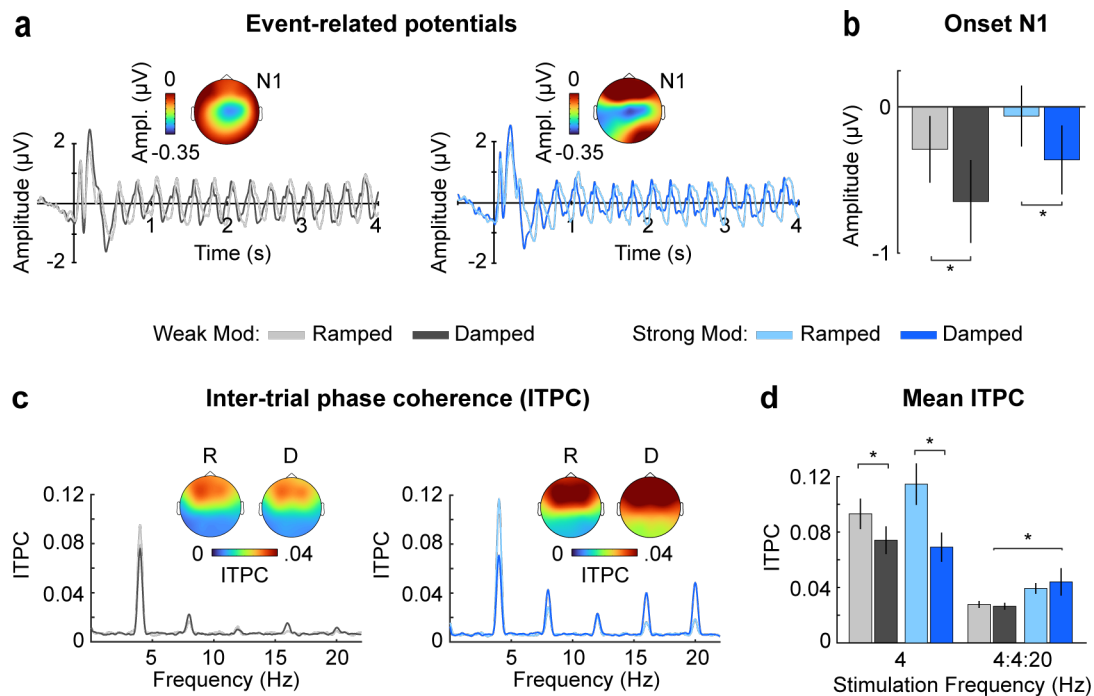 a
Event-related potentials
b
Onset N1
0
Ampl. (µV)
-0.35
N1
0
Ampl. (µV)
-0.35
N1
Amplitude (µV)
2
-2
1
2
3
4
Time (s)
Amplitude (µV)
2
-2
1
2
3
4
Time (s)
Amplitude (µV)
0
-1
*
*
Weak Mod: Ramped Damped
Strong Mod: Ramped Damped
c
Inter-trial phase coherence (ITPC)
d
Mean ITPC
R
D
0 .04
ITPC
ITPC
0.12
0.08
0.04
0
5
10
15
20
Frequency (Hz)
R
D
0 .04
ITPC
ITPC
0.12
0.08
0.04
0
5
10
15
20
Frequency (Hz)
*
*
*
ITPC
0.12
0.08
0.04
0
4
4:4:20
Stimulation Frequency (Hz)